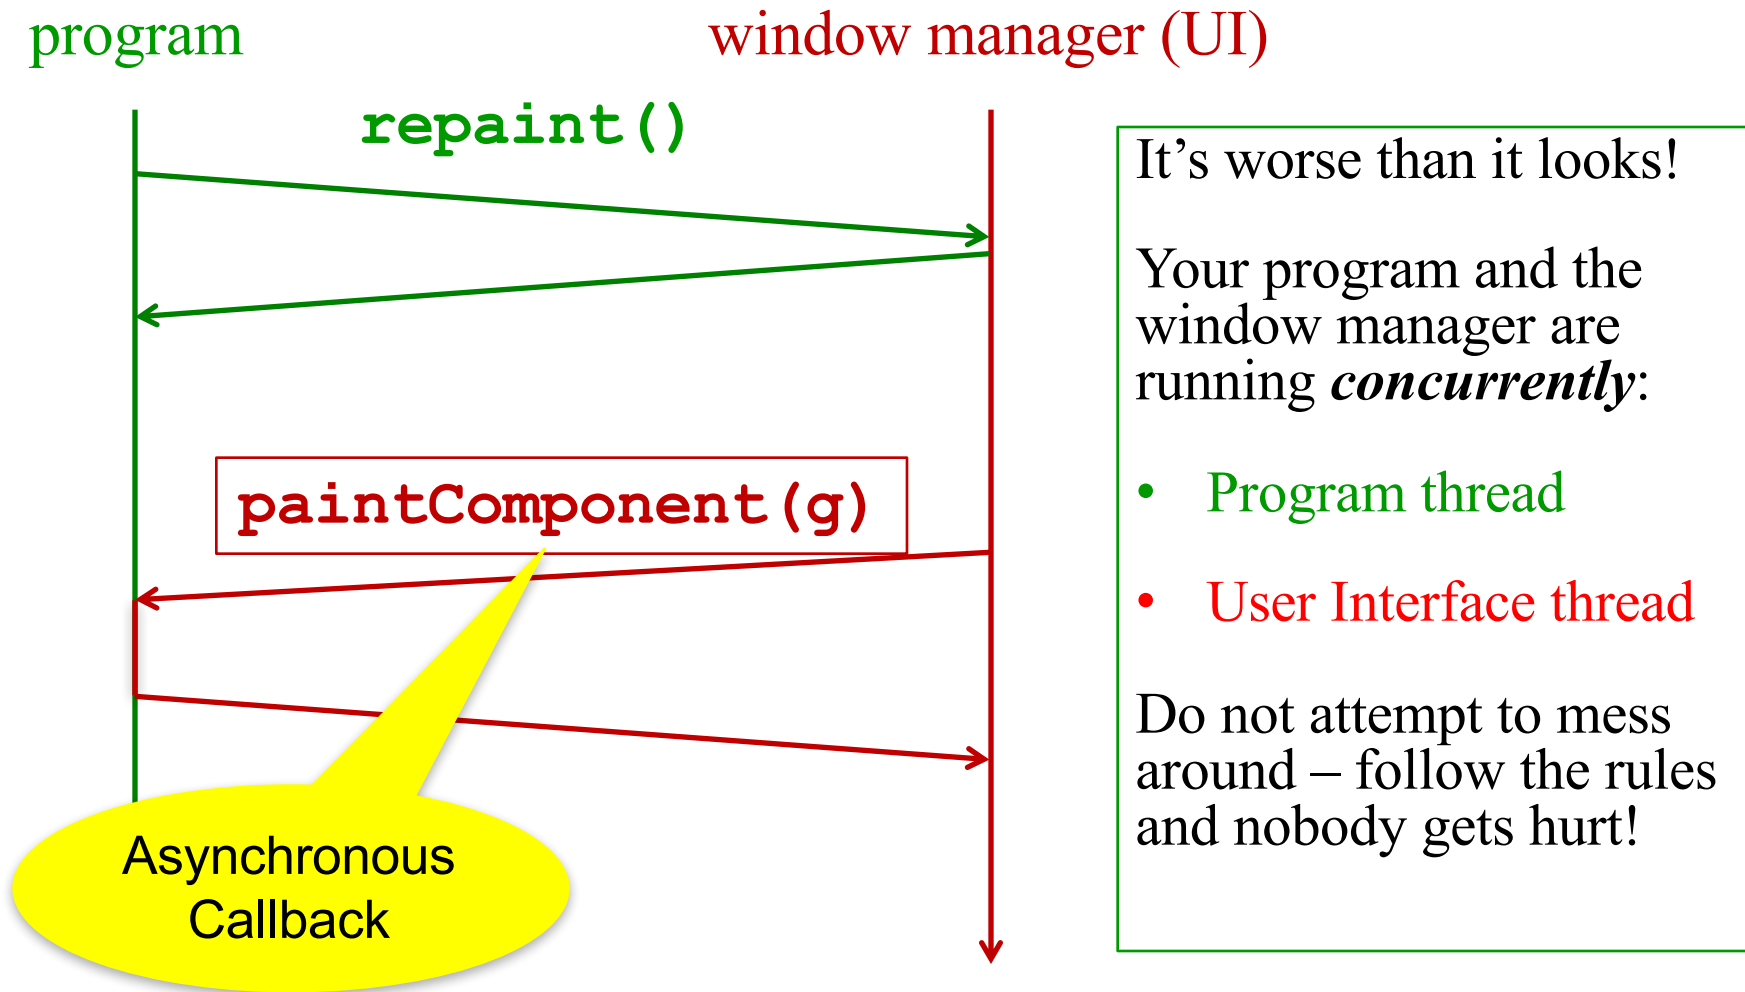 program
window manager (UI)
repaint()
paintComponent(g)
Asynchronous
Callback
It’s worse than it looks!
Your program and the
window manager are
running concurrently:
• Program thread
• User Interface thread
Do not attempt to mess
around – follow the rules
and nobody gets hurt!